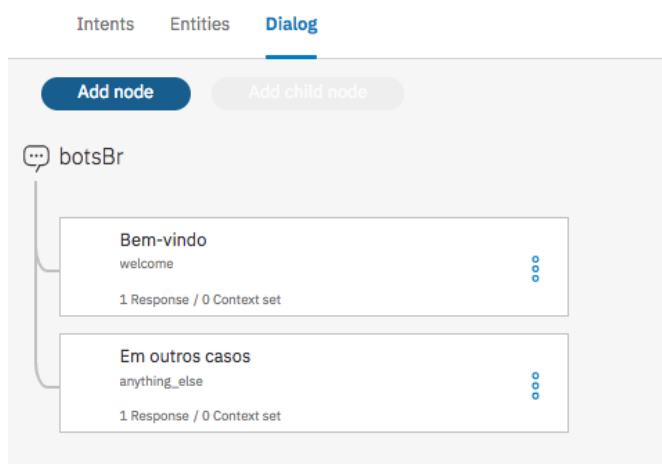 Intents Entities Dialog
Add node Add child node
botsBr
Bem-vindo
welcome
1 Response / 0 Context set
Em outros casos
anything_else
1 Response / 0 Context set